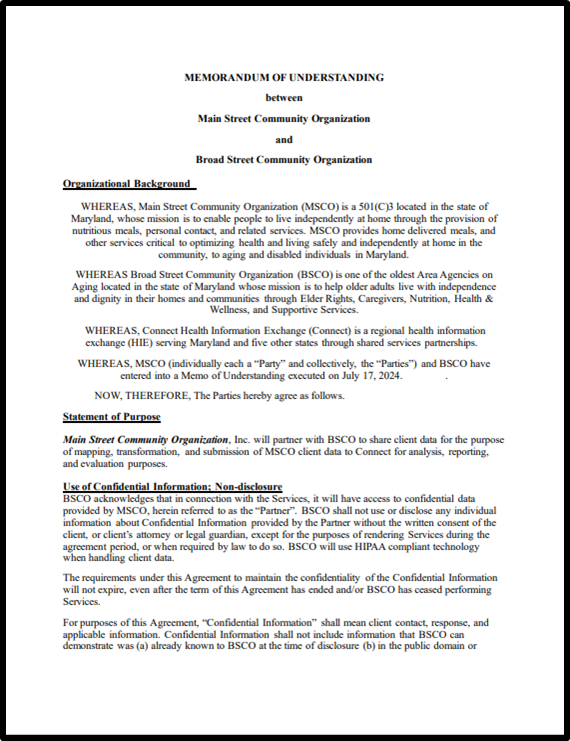 MEMORANDUM OF UNDERSTANDING
between
Main Street Community Organization
and
Broad Street Community Organization
Organizational Background
WHEREAS, Main Street Community Organization (MSCO) is a 501(C)3 located in the state of
Maryland, whose mission is to enable people to live independently at home through the provision of
nutritious meals, personal contact, and related services. MSCO provides home delivered meals, and
other services critical to optimizing health and living safely and independently at home in the
community, to aging and disabled individuals in Maryland.
WHEREAS Broad Street Community Organization (BSCO) is one of the oldest Area Agencies on
Aging located in the state of Maryland whose mission is to help older adults live with independence
and dignity in their homes and communities through Elder Rights, Caregivers, Nutrition, Health &
Wellness, and Supportive Services.
WHEREAS, Connect Health Information Exchange (Connect) is a regional health information
exchange (HIE) serving Maryland and five other states through shared services partnerships.
WHEREAS, MSCO (individually each a “Party” and collectively, the “Parties”) and BSCO have
entered into a Memo of Understanding executed on July 17, 2024. .
NOW, THEREFORE, The Parties hereby agree as follows.
Statement of Purpose
Main Street Community Organization, Inc. will partner with BSCO to share client data for the purpose
of mapping, transformation, and submission of MSCO client data to Connect for analysis, reporting,
and evaluation purposes.
Use of Confidential Information; Non-disclosure
BSCO acknowledges that in connection with the Services, it will have access to confidential data
provided by MSCO, herein referred to as the “Partner”. BSCO shall not use or disclose any individual
information about Confidential Information provided by the Partner without the written consent of the
client, or client’s attorney or legal guardian, except for the purposes of rendering Services during the
agreement period, or when required by law to do so. BSCO will use HIPAA compliant technology
when handling client data.
The requirements under this Agreement to maintain the confidentiality of the Confidential Information
will not expire, even after the term of this Agreement has ended and/or BSCO has ceased performing
Services.
For purposes of this Agreement, “Confidential Information” shall mean client contact, response, and
applicable information. Confidential Information shall not include information that BSCO can
demonstrate was (a) already known to BSCO at the time of disclosure (b) in the public domain or